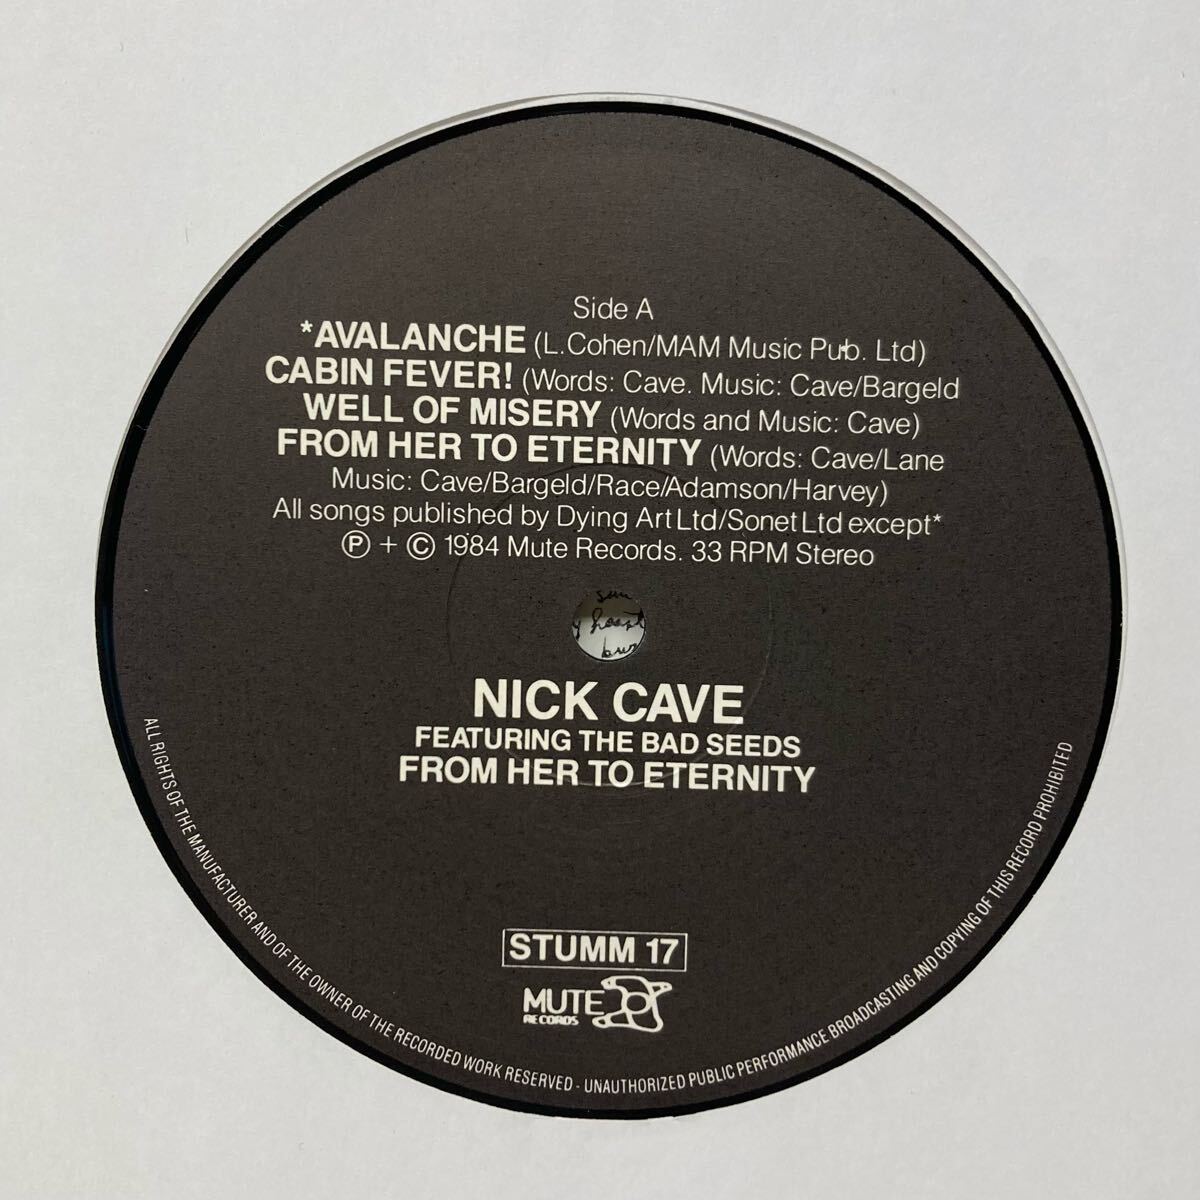 Side A
*AVALANCHE (L.Cohen/MAM Music Pub. Ltd)
CABIN FEVER! (Words: Cave. Music: Cave/Bargeld
WELL OF MISERY (Words and Music: Cave)
FROM HER TO ETERNITY (Words: Cave/Lane
Music: Cave/Bargeld/Race/Adamson/Harvey)
All songs published by Dying Art Ltd/Sonet Ltd except*
Ⓟ + © 1984 Mute Records. 33 RPM Stereo
NICK CAVE
FEATURING THE BAD SEEDS
FROM HER TO ETERNITY
STUMM 17
MUTE
RECORDS
ALL RIGHTS OF THE MANUFACTURER AND OF THE OWNER OF THE RECORDED WORK RESERVED - UNAUTHORIZED PUBLIC PERFORMANCE BROADCASTING AND COPYING OF THIS RECORD PROHIBITED